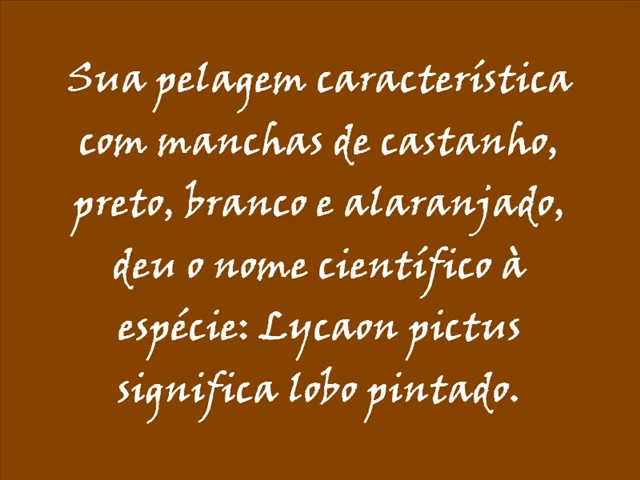 Sua pelagem característica
com manchas de castanho,
preto, branco e alaranjado,
deu o nome científico à
espécie: Lycaon pictus
significa lobo pintado.